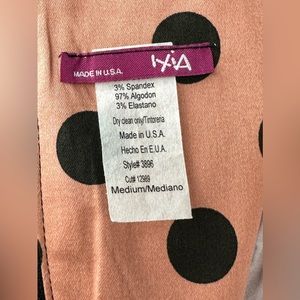 IXIA
MADE IN U.S.A.
3% Spandex
97% Algodon
3% Elastano
Dry clean only/Tintoreria
Made in U.S.A.
Hecho En E.U.A.
Style# 3896
Cut# 12989
Medium/Mediano